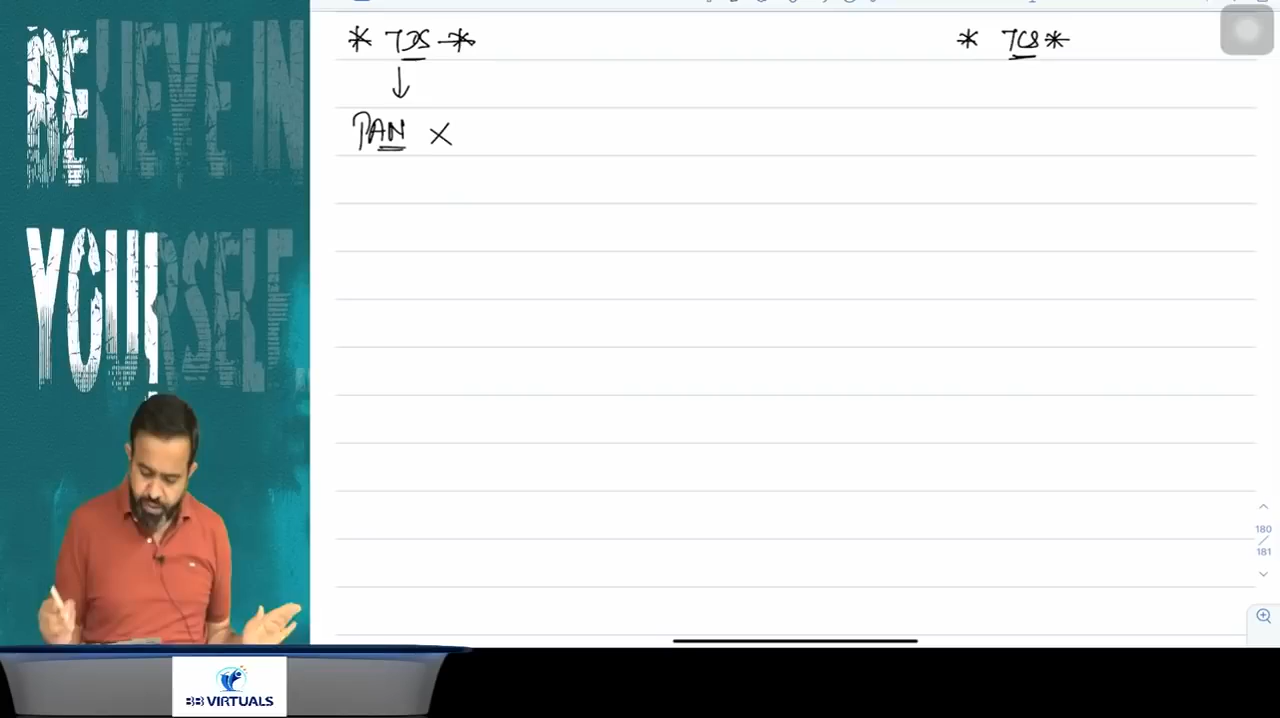 BELIEVE IN
YOURSELF
* TDS *
* TCS *
↓
PAN ×
180
/
181
BB VIRTUALS